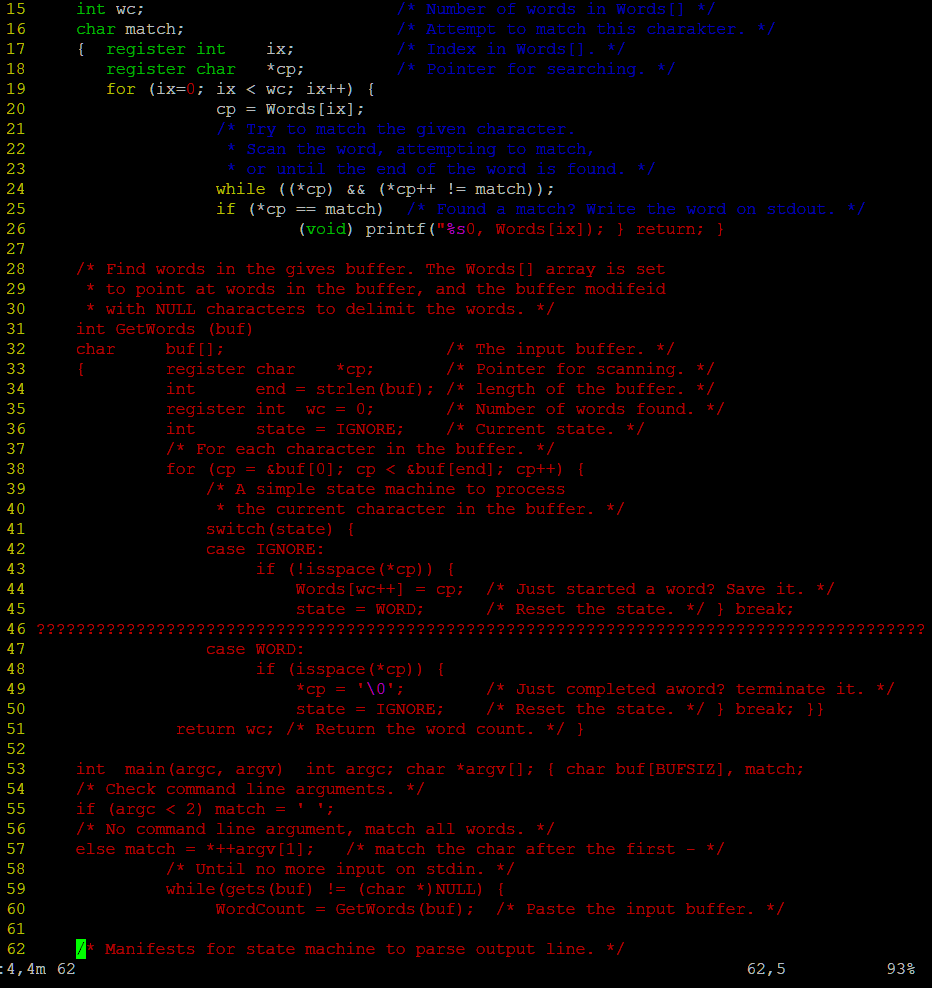 15     int wc;                         /* Number of words in Words[] */
16     char match;                     /* Attempt to match this charakter. */
17     {  register int    ix;          /* Index in Words[]. */
18        register char   *cp;         /* Pointer for searching. */
19        for (ix=0; ix < wc; ix++) {
20                   cp = Words[ix];
21                   /* Try to match the given character.
22                    * Scan the word, attempting to match,
23                    * or until the end of the word is found. */
24                   while ((*cp) && (*cp++ != match));
25                   if (*cp == match)  /* Found a match? Write the word on stdout. */
26                           (void) printf("%s0, Words[ix]); } return; }
27
28     /* Find words in the gives buffer. The Words[] array is set
29      * to point at words in the buffer, and the buffer modifeid
30      * with NULL characters to delimit the words. */
31     int GetWords (buf)
32     char     buf[];                      /* The input buffer. */
33     {        register char    *cp;       /* Pointer for scanning. */
34              int      end = strlen(buf); /* length of the buffer. */
35              register int  wc = 0;       /* Number of words found. */
36              int      state = IGNORE;    /* Current state. */
37              /* For each character in the buffer. */
38              for (cp = &buf[0]; cp < &buf[end]; cp++) {
39                  /* A simple state machine to process
40                   * the current character in the buffer. */
41                  switch(state) {
42                  case IGNORE:
43                       if (!isspace(*cp)) {
44                           Words[wc++] = cp;  /* Just started a word? Save it. */
45                           state = WORD;      /* Reset the state. */ } break;
46 ?????????????????????????????????????????????????????????????????????????????????????????
47                  case WORD:
48                       if (isspace(*cp)) {
49                           *cp = '\0';        /* Just completed aword? terminate it. */
50                           state = IGNORE;    /* Reset the state. */ } break; }}
51               return wc; /* Return the word count. */ }
52
53     int  main(argc, argv)  int argc; char *argv[]; { char buf[BUFSIZ], match;
54     /* Check command line arguments. */
55     if (argc < 2) match = ' ';
56     /* No command line argument, match all words. */
57     else match = *++argv[1];   /* match the char after the first - */
58              /* Until no more input on stdin. */
59              while(gets(buf) != (char *)NULL) {
60                   WordCount = GetWords(buf);  /* Paste the input buffer. */
61
62     /* Manifests for state machine to parse output line. */
:4,4m 62                                                                   62,5          93%